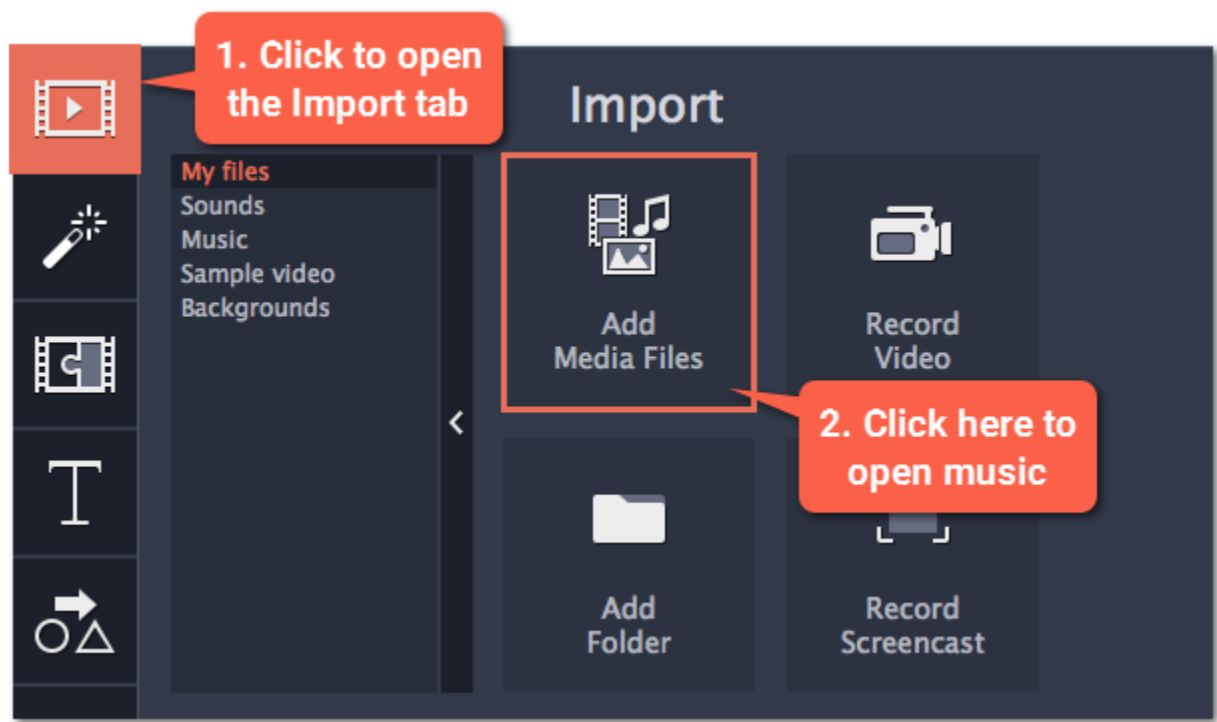 1. Click to open
the Import tab
Import
My files
Sounds
Music
Sample video
Backgrounds
Add
Media Files
Record
Video
2. Click here to
open music
Add
Folder
Record
Screencast